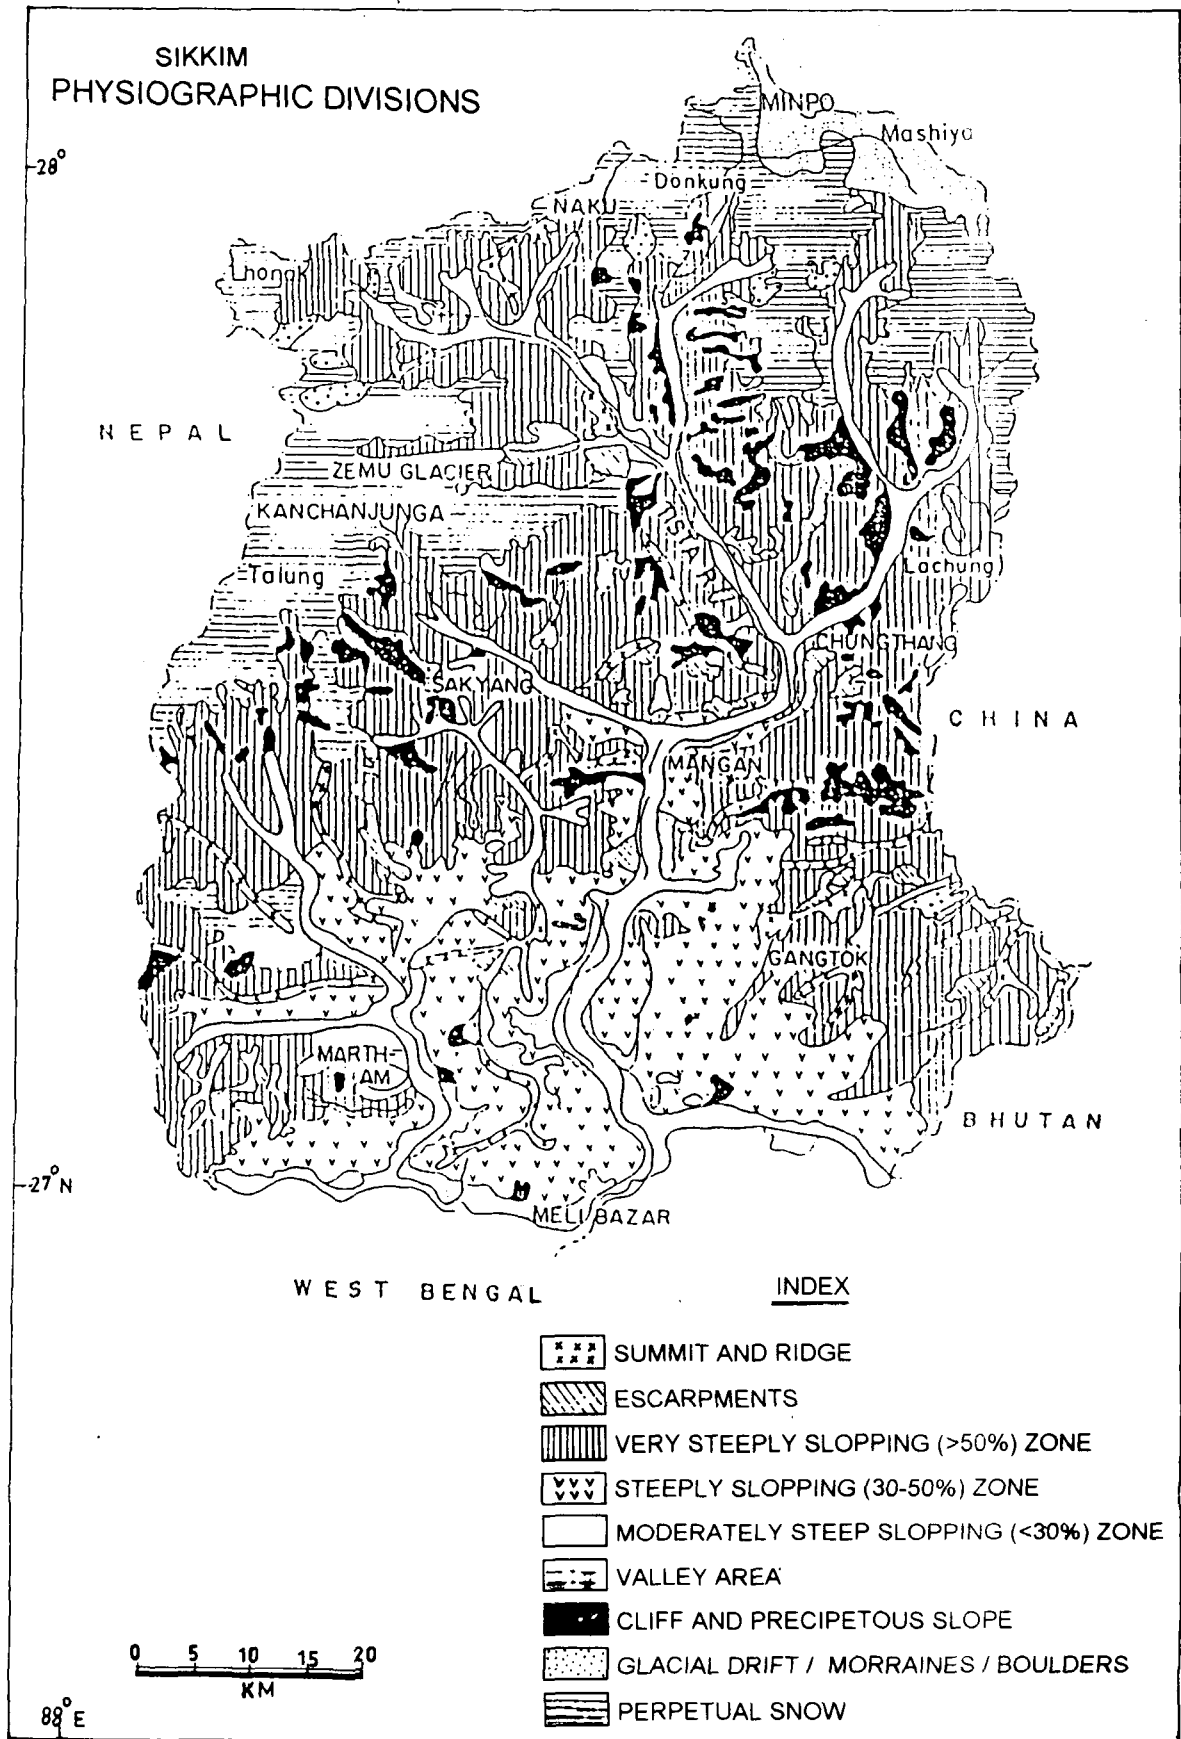 SIKKIM
PHYSIOGRAPHIC DIVISIONS
MINPO
Mashiya
28°
Donkung
NAKU
Lhonak
NEPAL
ZEMU GLACIER
KANCHANJUNGA
Talung
Lachung
CHUNGTHANG
SAKYANG
CHINA
MANGAN
GANGTOK
MARTH-
AM
BHUTAN
27° N
MELI BAZAR
WEST BENGAL
INDEX
SUMMIT AND RIDGE
ESCARPMENTS
VERY STEEPLY SLOPPING (>50%) ZONE
STEEPLY SLOPPING (30-50%) ZONE
MODERATELY STEEP SLOPPING (<30%) ZONE
VALLEY AREA
CLIFF AND PRECIPETOUS SLOPE
GLACIAL DRIFT / MORRAINES / BOULDERS
PERPETUAL SNOW
0 5 10 15 20
KM
88° E